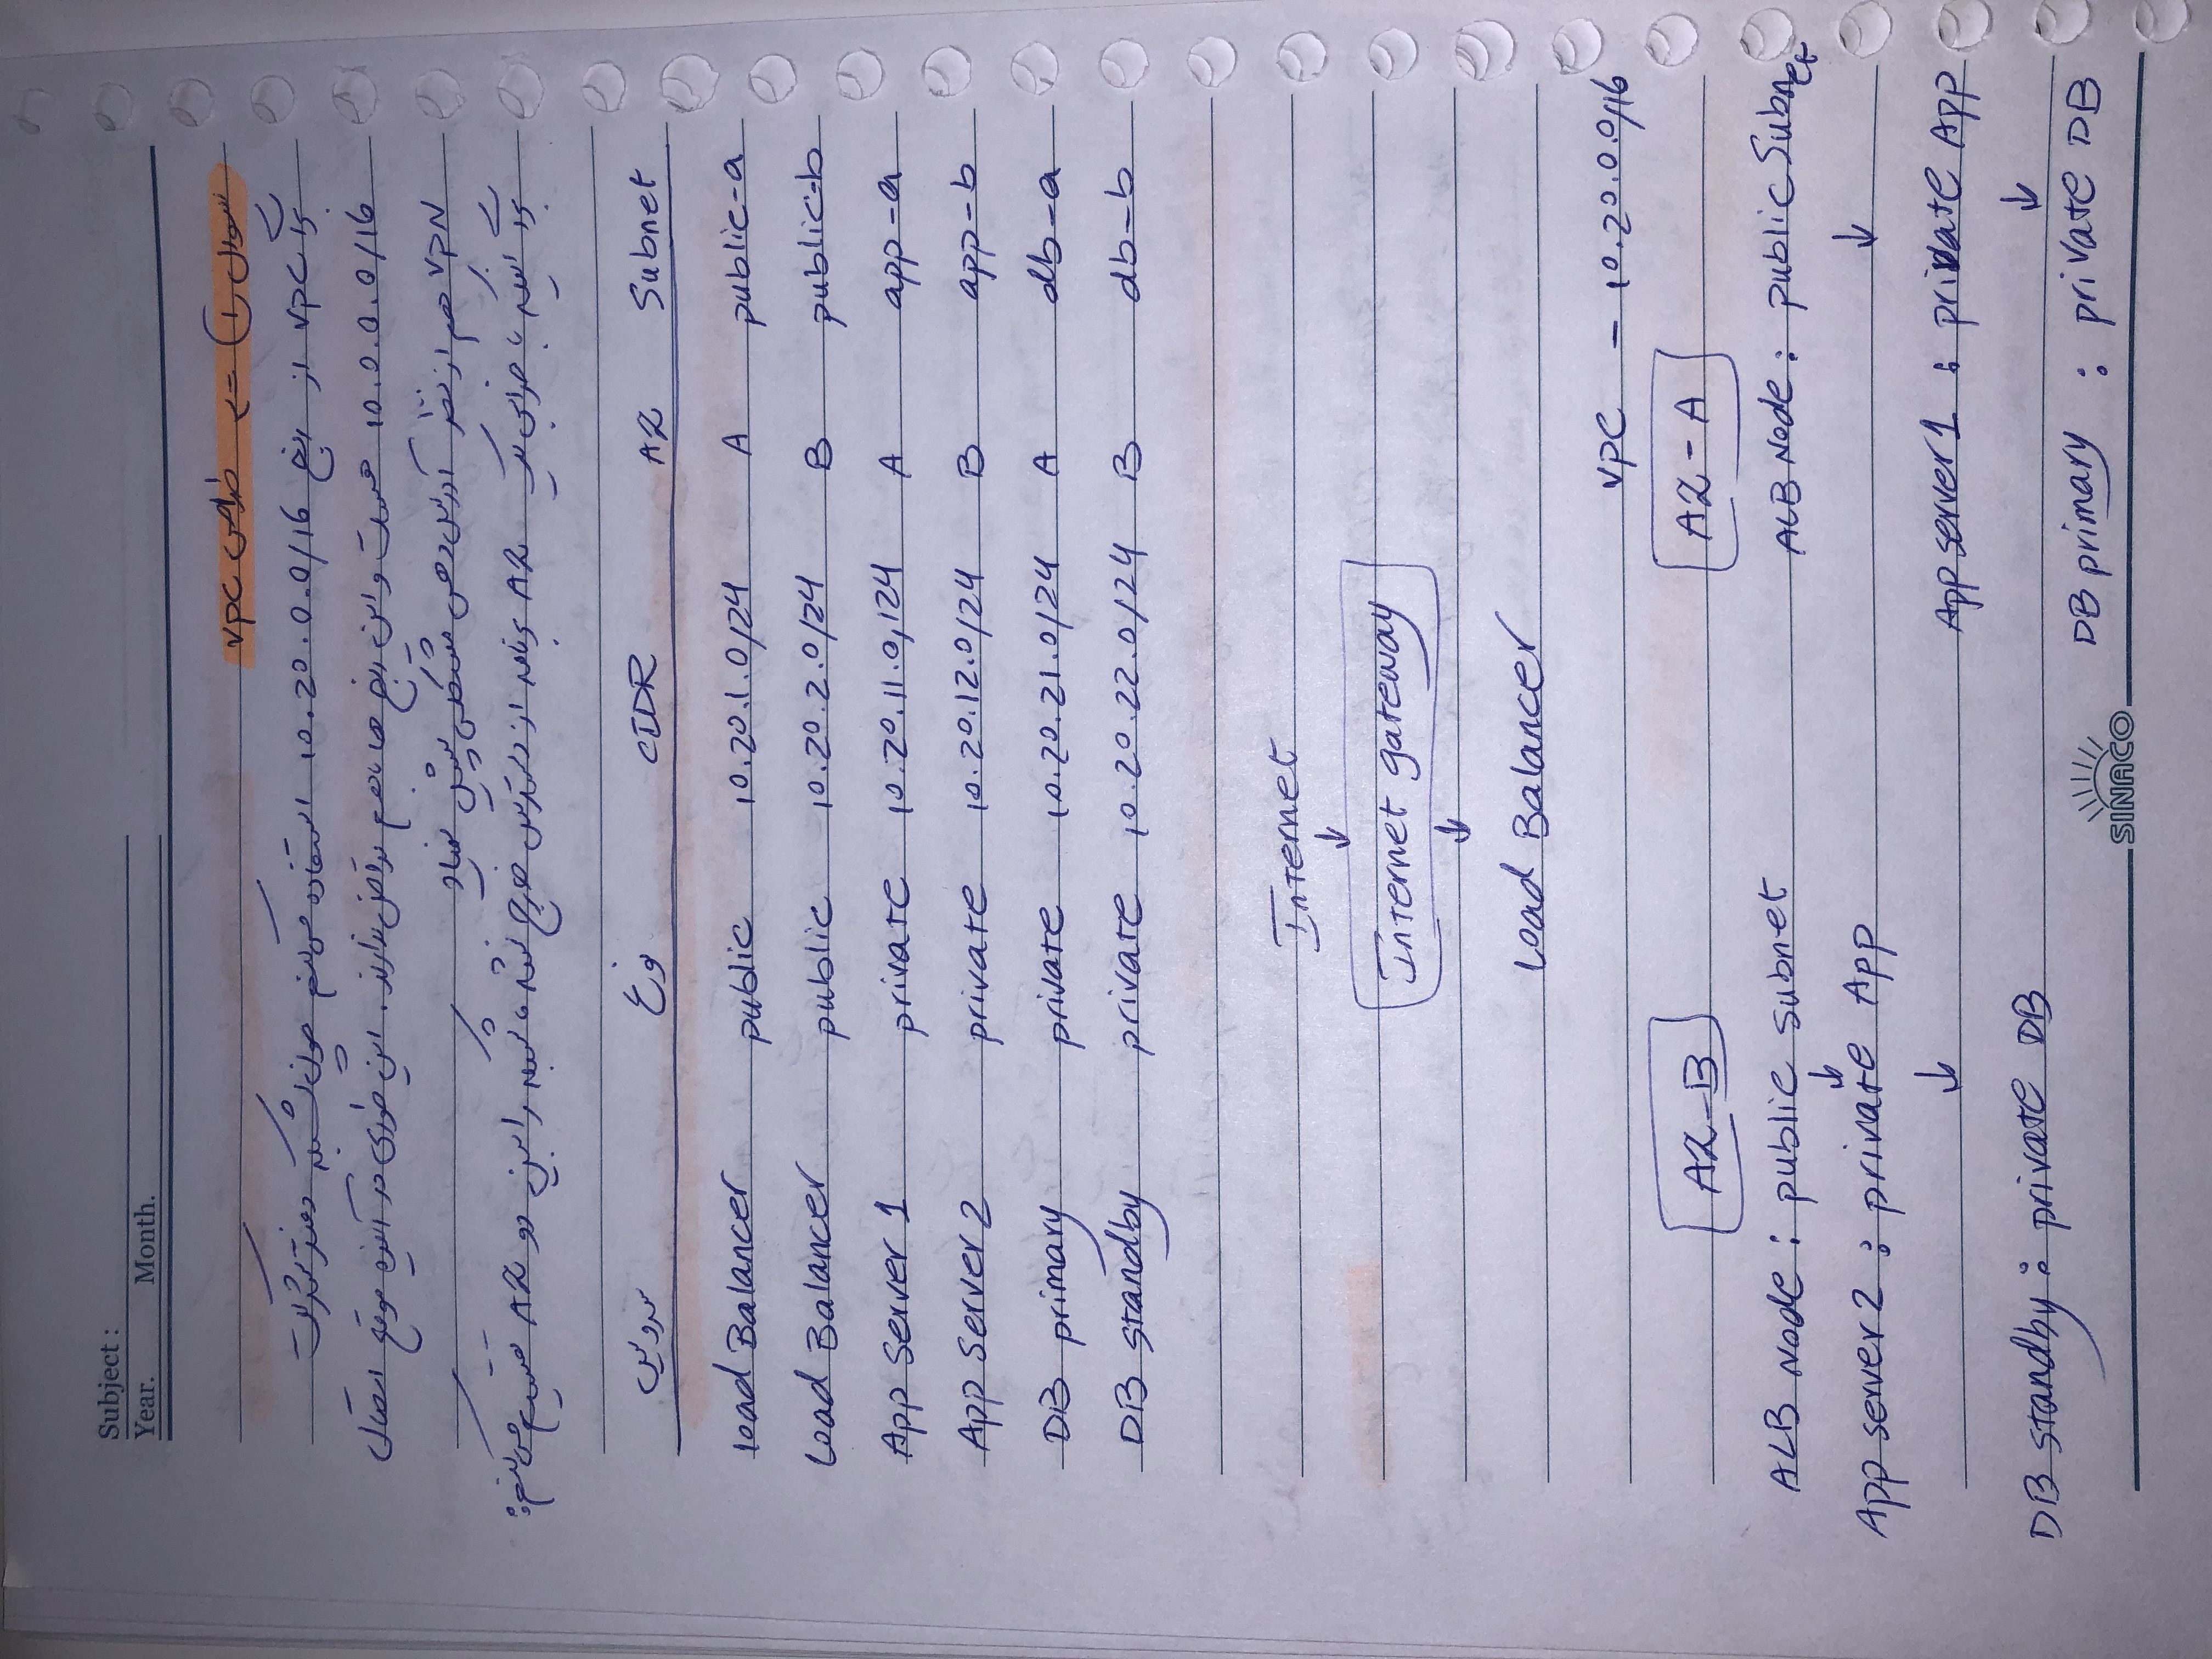 Subject :
Year. Month.
سوال ۱) => طراحی VPC
برای VPC از رنج 10.20.0.0/16 استفاده می‌کنم چون شبکه دفتر شرکت
10.0.0.0/16 هست و این رنج ها باهم تداخل ندارند. این طوری در آینده موقع اتصال
VPN هم از نظر آدرس دهی مشکلی پیش نمیاد
برای اینکه با خرابی یک AZ برنامه از دسترس خارج نشه، شبکه را بین دو AZ تقسیم می‌کنم:
Subnet AZ CIDR نوع سرویس
public-a A 10.20.1.0/24 public Load Balancer
public-b B 10.20.2.0/24 public Load Balancer
app-a A 10.20.11.0/24 private App Server 1
app-b B 10.20.12.0/24 private App Server 2
db-a A 10.20.21.0/24 private DB primary
db-b B 10.20.22.0/24 private DB standby
Internet
↓
Internet gateway
↓
Load Balancer
VPC - 10.20.0.0/16
AZ-B AZ-A
ALB Node : public subnet ALB Node : public Subnet
↓ ↓
App server2 : private App
↓
App server1 : private App
↓
DB standby : private DB
DB primary : private DB
SINACO